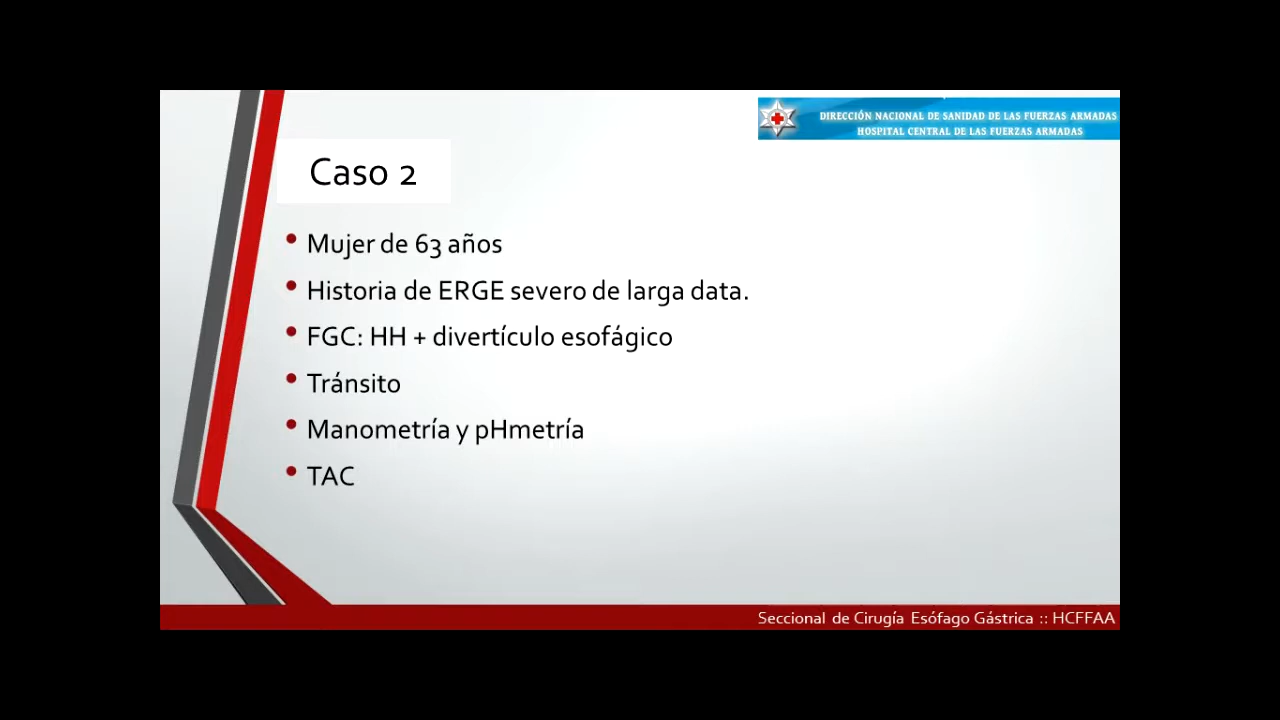 DIRECCIÓN NACIONAL DE SANIDAD DE LAS FUERZAS ARMADAS
HOSPITAL CENTRAL DE LAS FUERZAS ARMADAS
Caso 2
• Mujer de 63 años
• Historia de ERGE severo de larga data.
• FGC: HH + divertículo esofágico
• Tránsito
• Manometría y pHmetría
• TAC
Seccional de Cirugía Esófago Gástrica :: HCFFAA